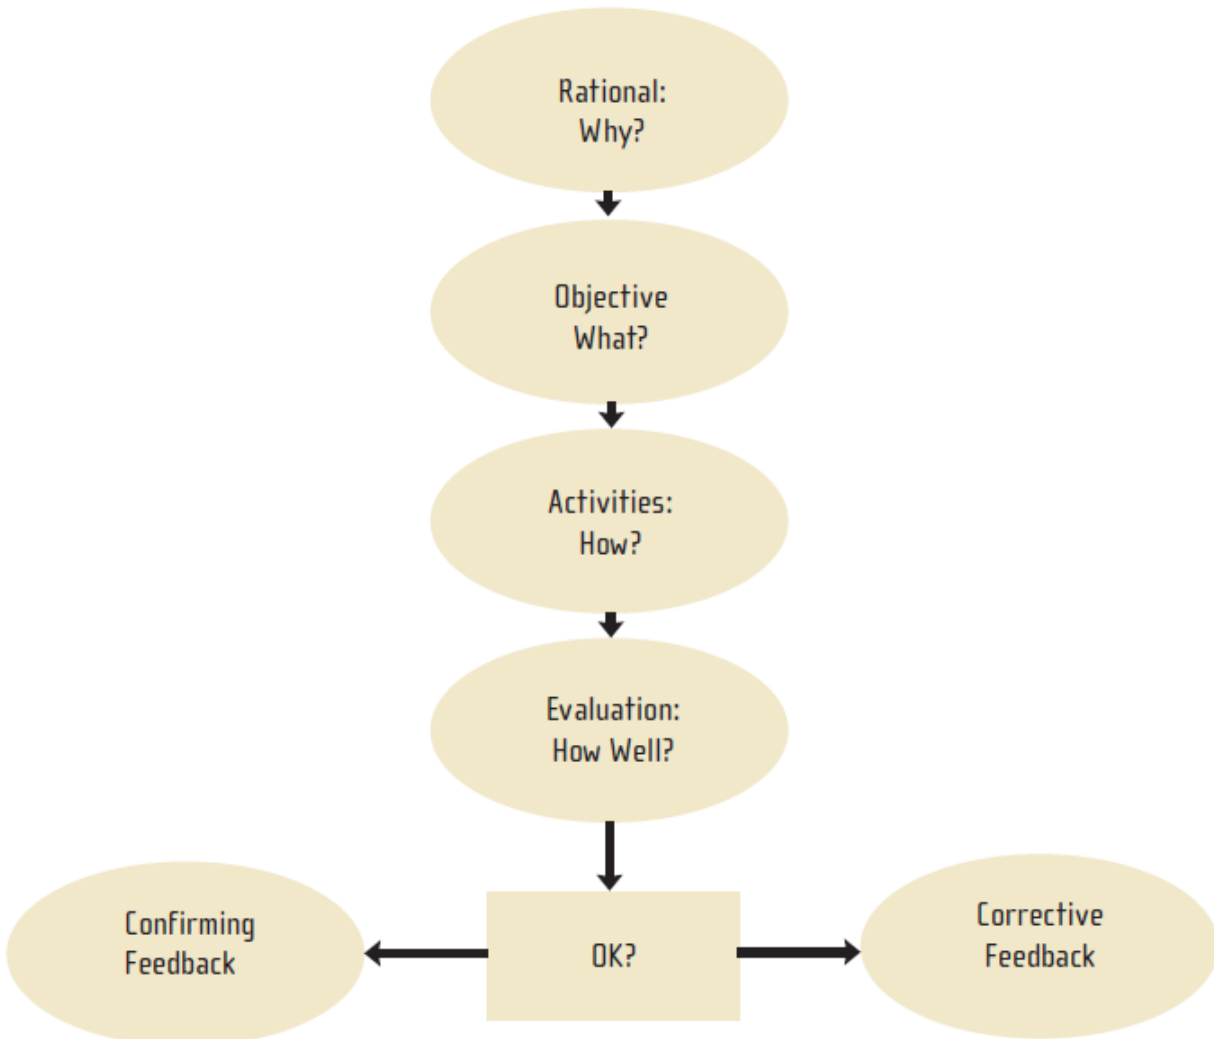 Rational:
Why?
Objective
What?
Activities:
How?
Evaluation:
How Well?
Confirming
Feedback
OK?
Corrective
Feedback